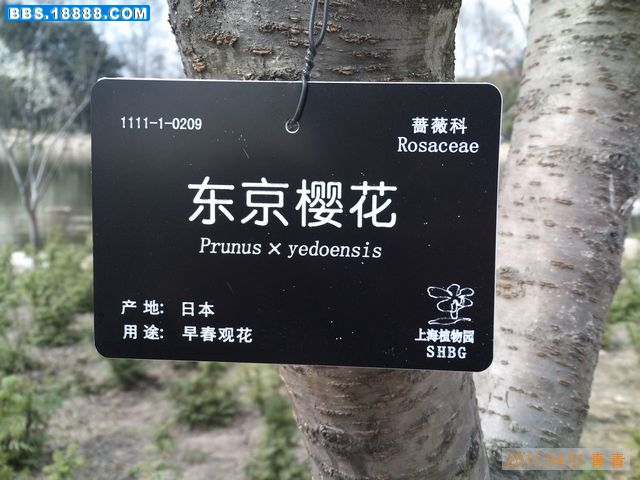 BBS.18888.COM
1111-1-0209
蔷薇科
Rosaceae
东京樱花
Prunus × yedoensis
产地: 日本
用途: 早春观花
上海植物园
SHBG